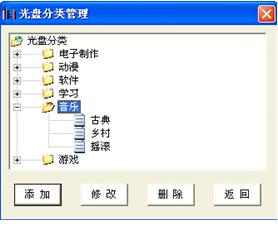 光盘分类管理
光盘分类
电子制作
动漫
软件
学习
音乐
古典
乡村
摇滚
游戏
添 加 修 改 删 除 返 回